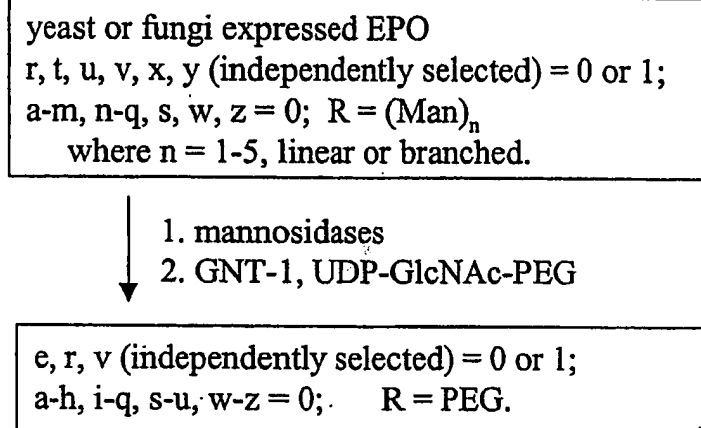 yeast or fungi expressed EPO
r, t, u, v, x, y (independently selected) = 0 or 1;
a-m, n-q, s, w, z = 0; R = (Man)n
where n = 1-5, linear or branched.
1. mannosidases
2. GNT-1, UDP-GlcNAc-PEG
e, r, v (independently selected) = 0 or 1;
a-h, i-q, s-u, w-z = 0; R = PEG.